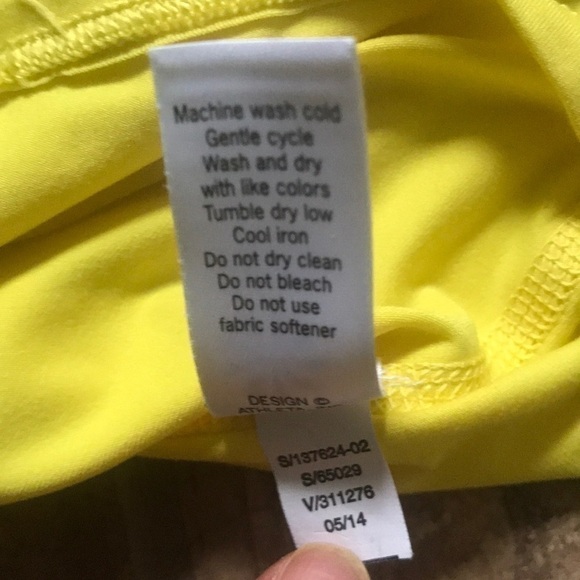 Machine wash cold
Gentle cycle
Wash and dry
with like colors
Tumble dry low
Cool iron
Do not dry clean
Do not bleach
Do not use
fabric softener
DESIGN ©
ATHLETA
S/137624-02
S/65029
V/311276
05/14